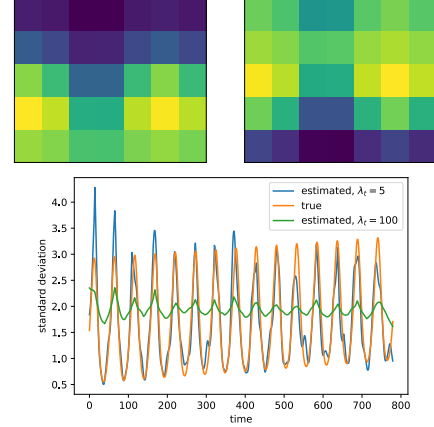 estimated, λt = 5
true
estimated, λt = 100
standard deviation
4.0
3.5
3.0
2.5
2.0
1.5
1.0
0.5
0 100 200 300 400 500 600 700 800
time